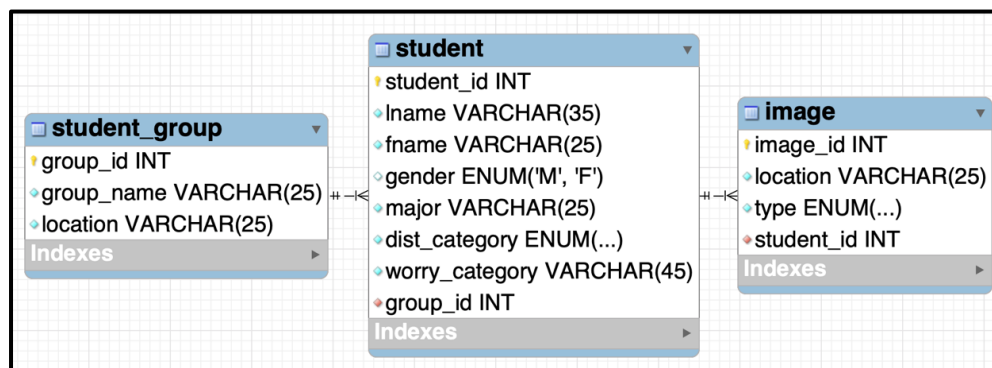 student_group
group_id INT
group_name VARCHAR(25)
location VARCHAR(25)
Indexes
student
student_id INT
lname VARCHAR(35)
fname VARCHAR(25)
gender ENUM('M', 'F')
major VARCHAR(25)
dist_category ENUM(...)
worry_category VARCHAR(45)
group_id INT
Indexes
image
image_id INT
location VARCHAR(25)
type ENUM(...)
student_id INT
Indexes